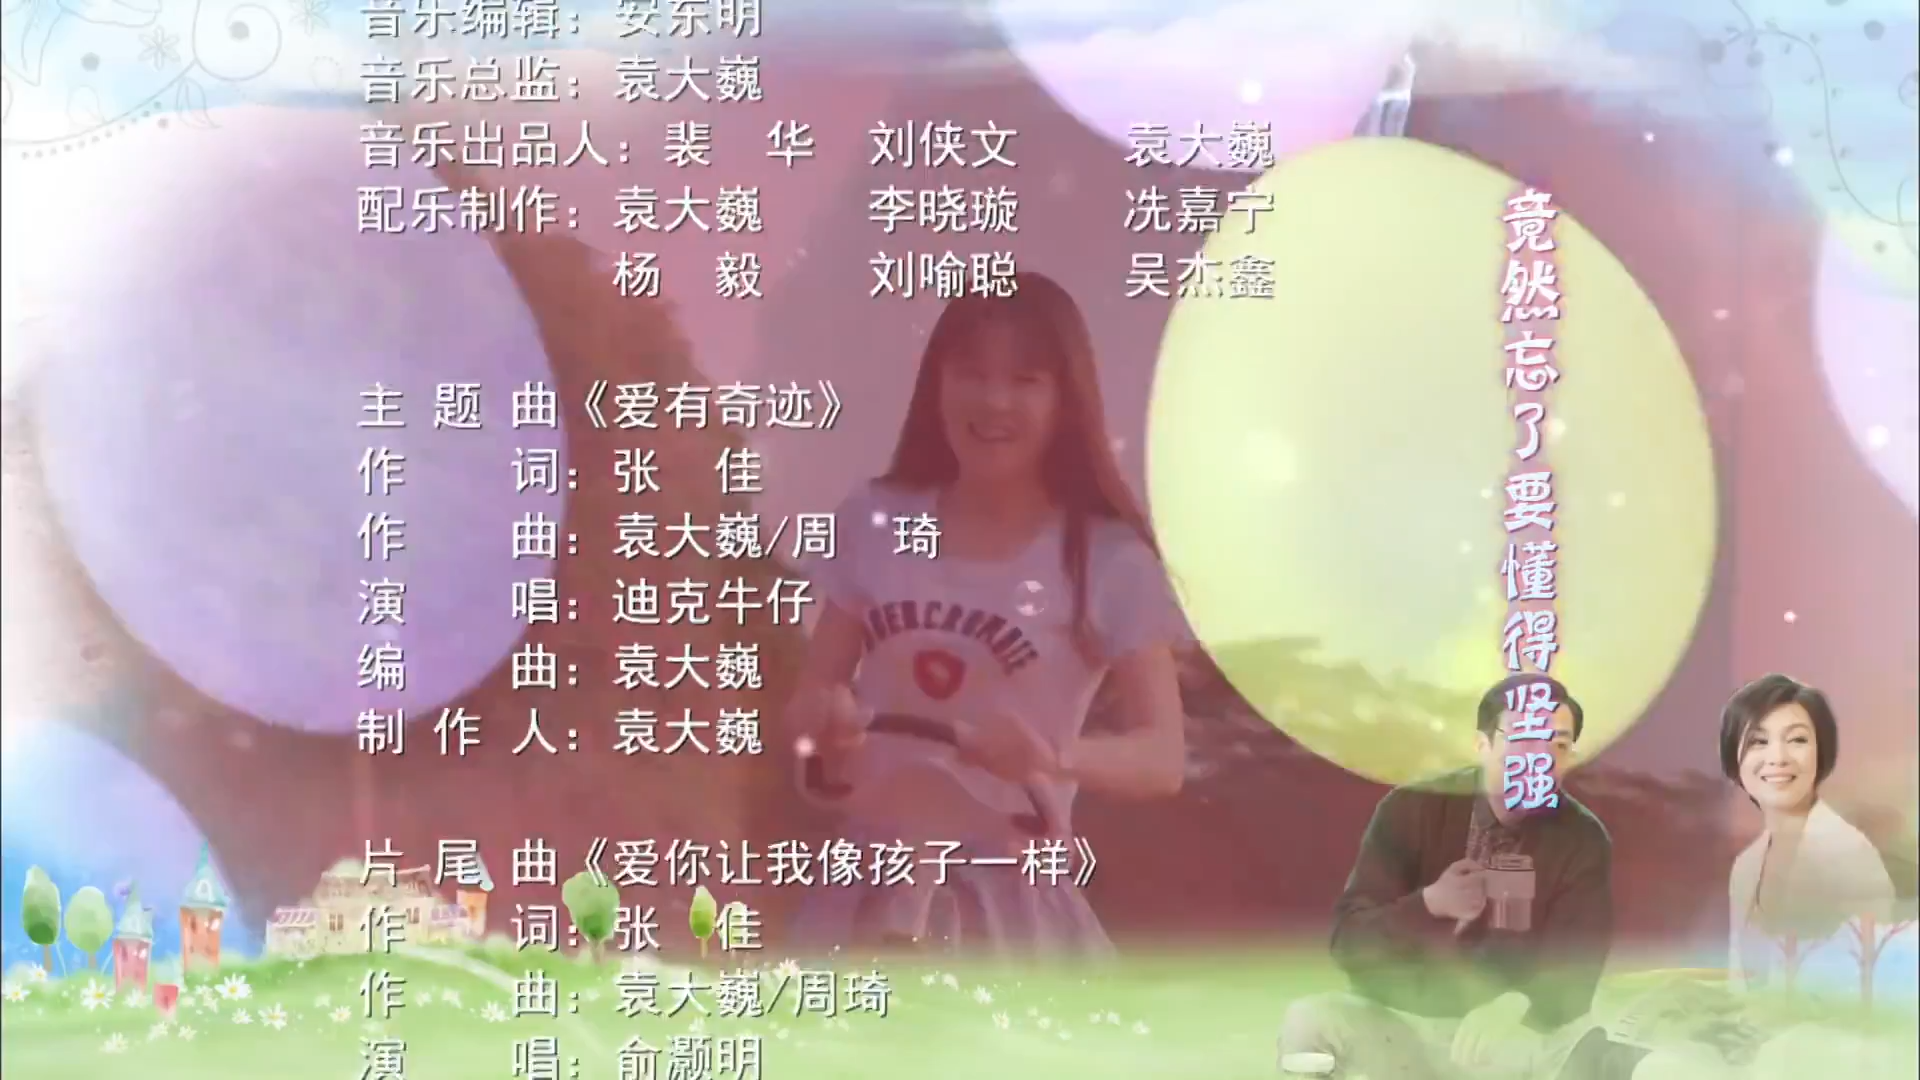 音乐编辑：安东明
音乐总监：袁大巍
音乐出品人：裴　华　刘侠文　　袁大巍
配乐制作：袁大巍　　李晓璇　　冼嘉宁
杨　毅　　刘喻聪　　吴杰鑫
主 题 曲《爱有奇迹》
作　　词：张　佳
作　　曲：袁大巍/周　琦
演　　唱：迪克牛仔
编　　曲：袁大巍
制 作 人：袁大巍
片 尾 曲《爱你让我像孩子一样》
作　　词：张　佳
作　　曲：袁大巍/周琦
演　　唱：俞灏明
竟然忘了要懂得坚强
ABERCROMBIE